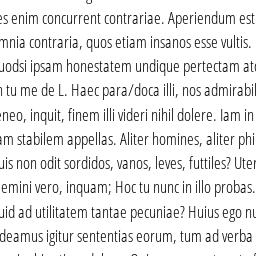 es enim concurrent contrariae. Aperiendum est
mnia contraria, quos etiam insanos esse vultis.
uodsi ipsam honestatem undique pertectam
n tu me de L. Haec para/doca illi, nos admirabil
eneo, inquit, finem illi videri nihil dolere. Iam in
am stabilem appellas. Aliter homines, aliter phi
uis non odit sordidos, vanos, leves, futtiles? Uter
emini vero, inquam; Hoc tu nunc in illo probas.
uid ad utilitatem tantae pecuniae? Huius ego nu
deamus igitur sententias eorum, tum ad verba